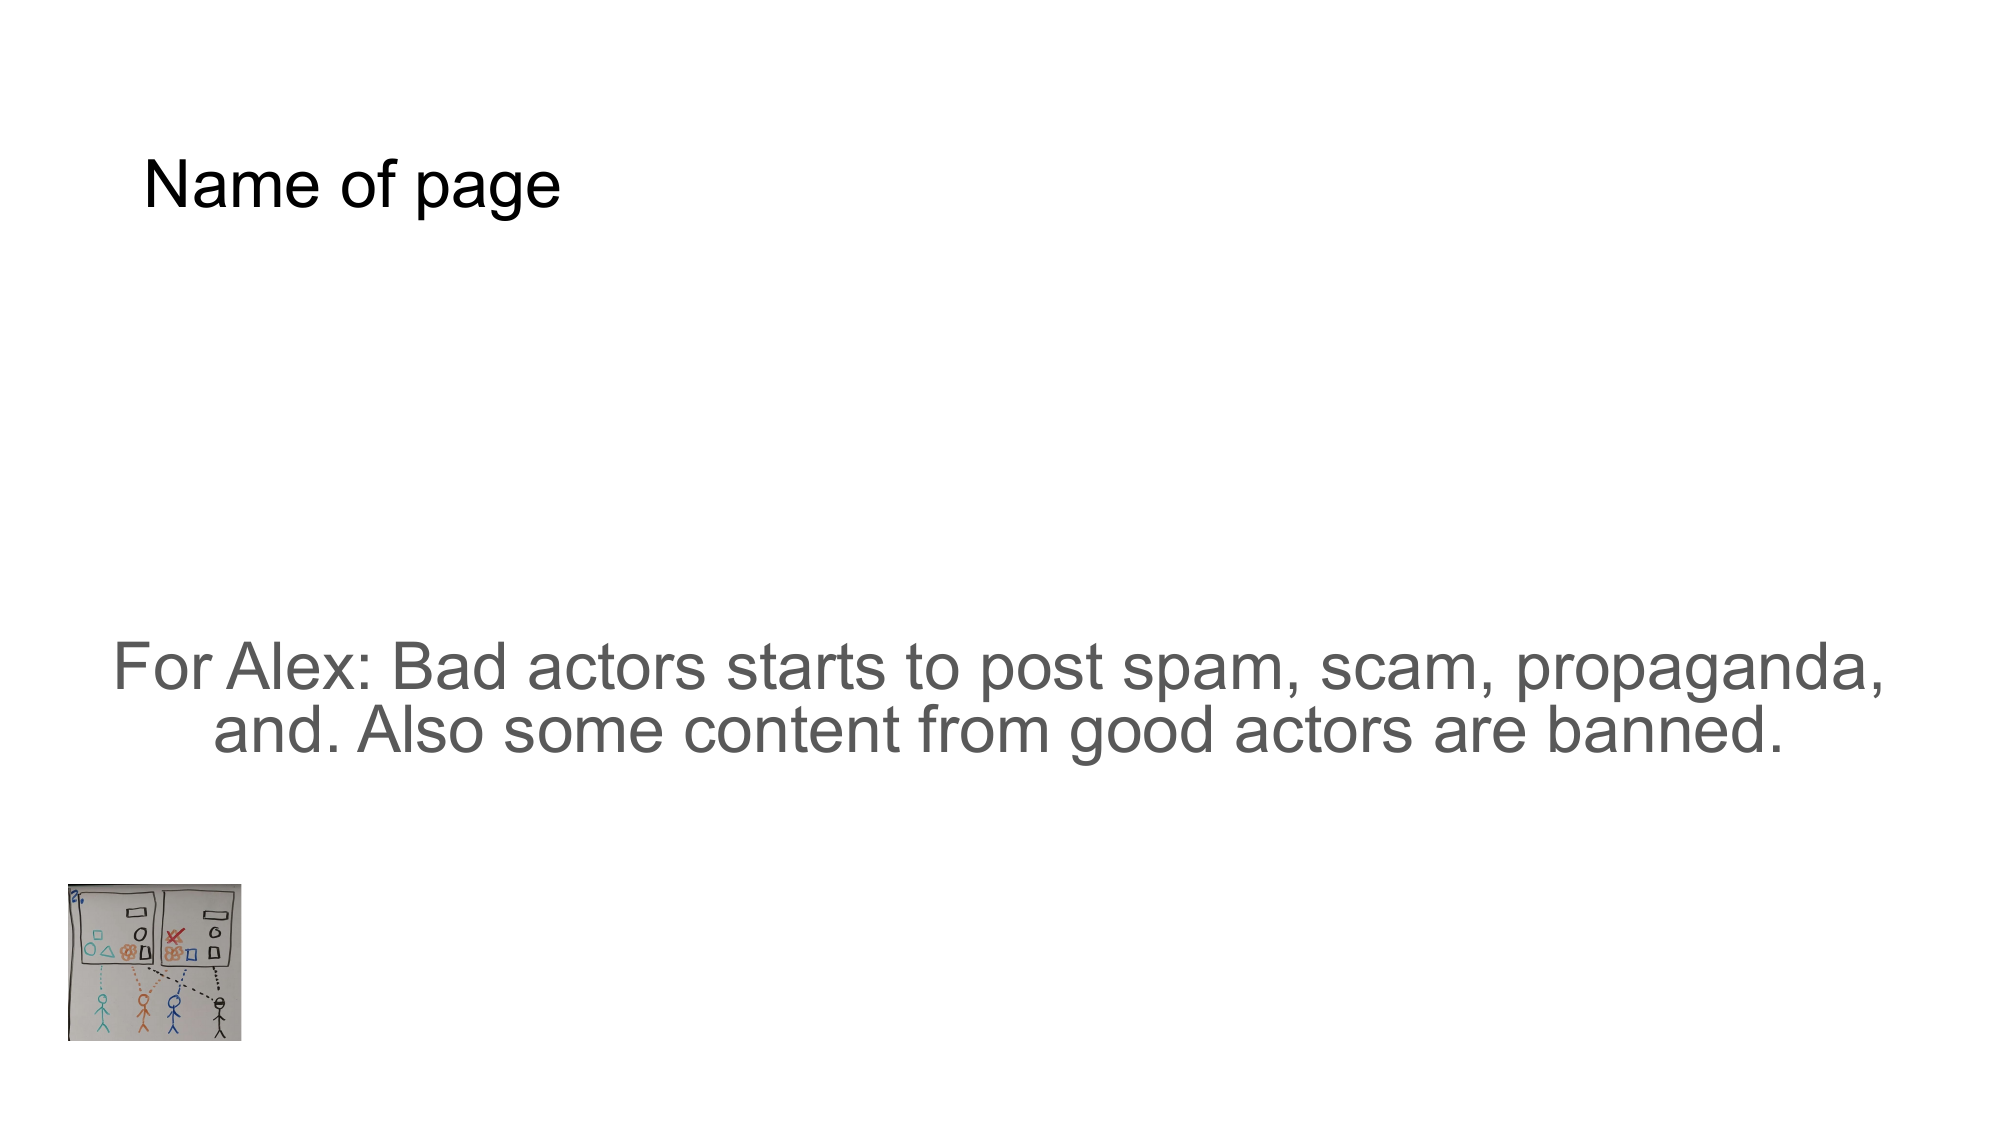 Name of page
For Alex: Bad actors starts to post spam, scam, propaganda,
and. Also some content from good actors are banned.
2.